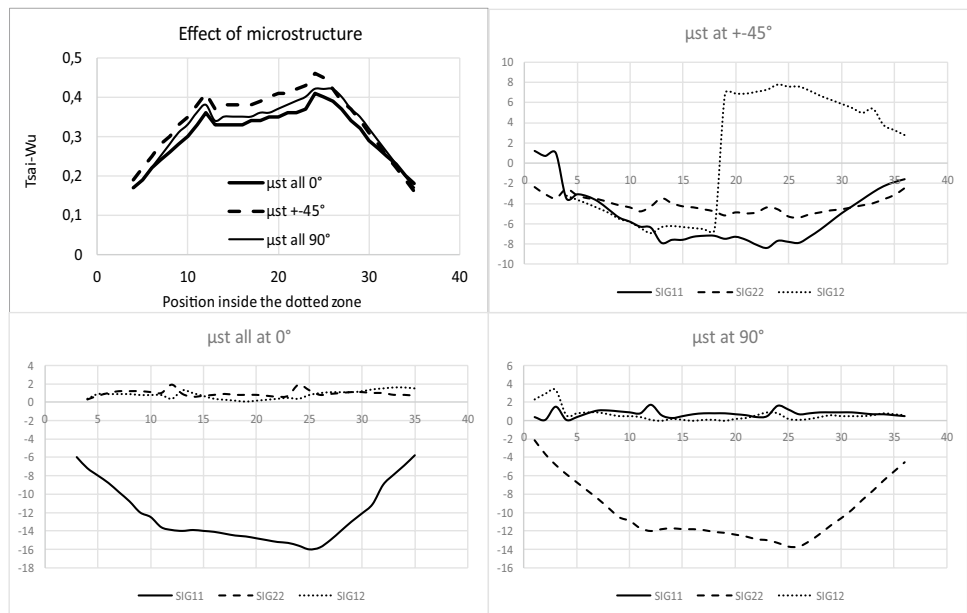 Effect of microstructure
0,5
0,4
0,3
0,2
0,1
0
Tsai-Wu
µst all 0°
µst +-45°
µst all 90°
0 10 20 30 40
Position inside the dotted zone
µst at +-45°
10
8
6
4
2
0
-2
-4
-6
-8
-10
0 5 10 15 20 25 30 35 40
SIG11 SIG22 SIG12
µst all at 0°
4
2
0
-2
-4
-6
-8
-10
-12
-14
-16
-18
0 5 10 15 20 25 30 35 40
SIG11 SIG22 SIG12
µst at 90°
6
4
2
0
-2
-4
-6
-8
-10
-12
-14
-16
0 5 10 15 20 25 30 35 40
SIG11 SIG22 SIG12